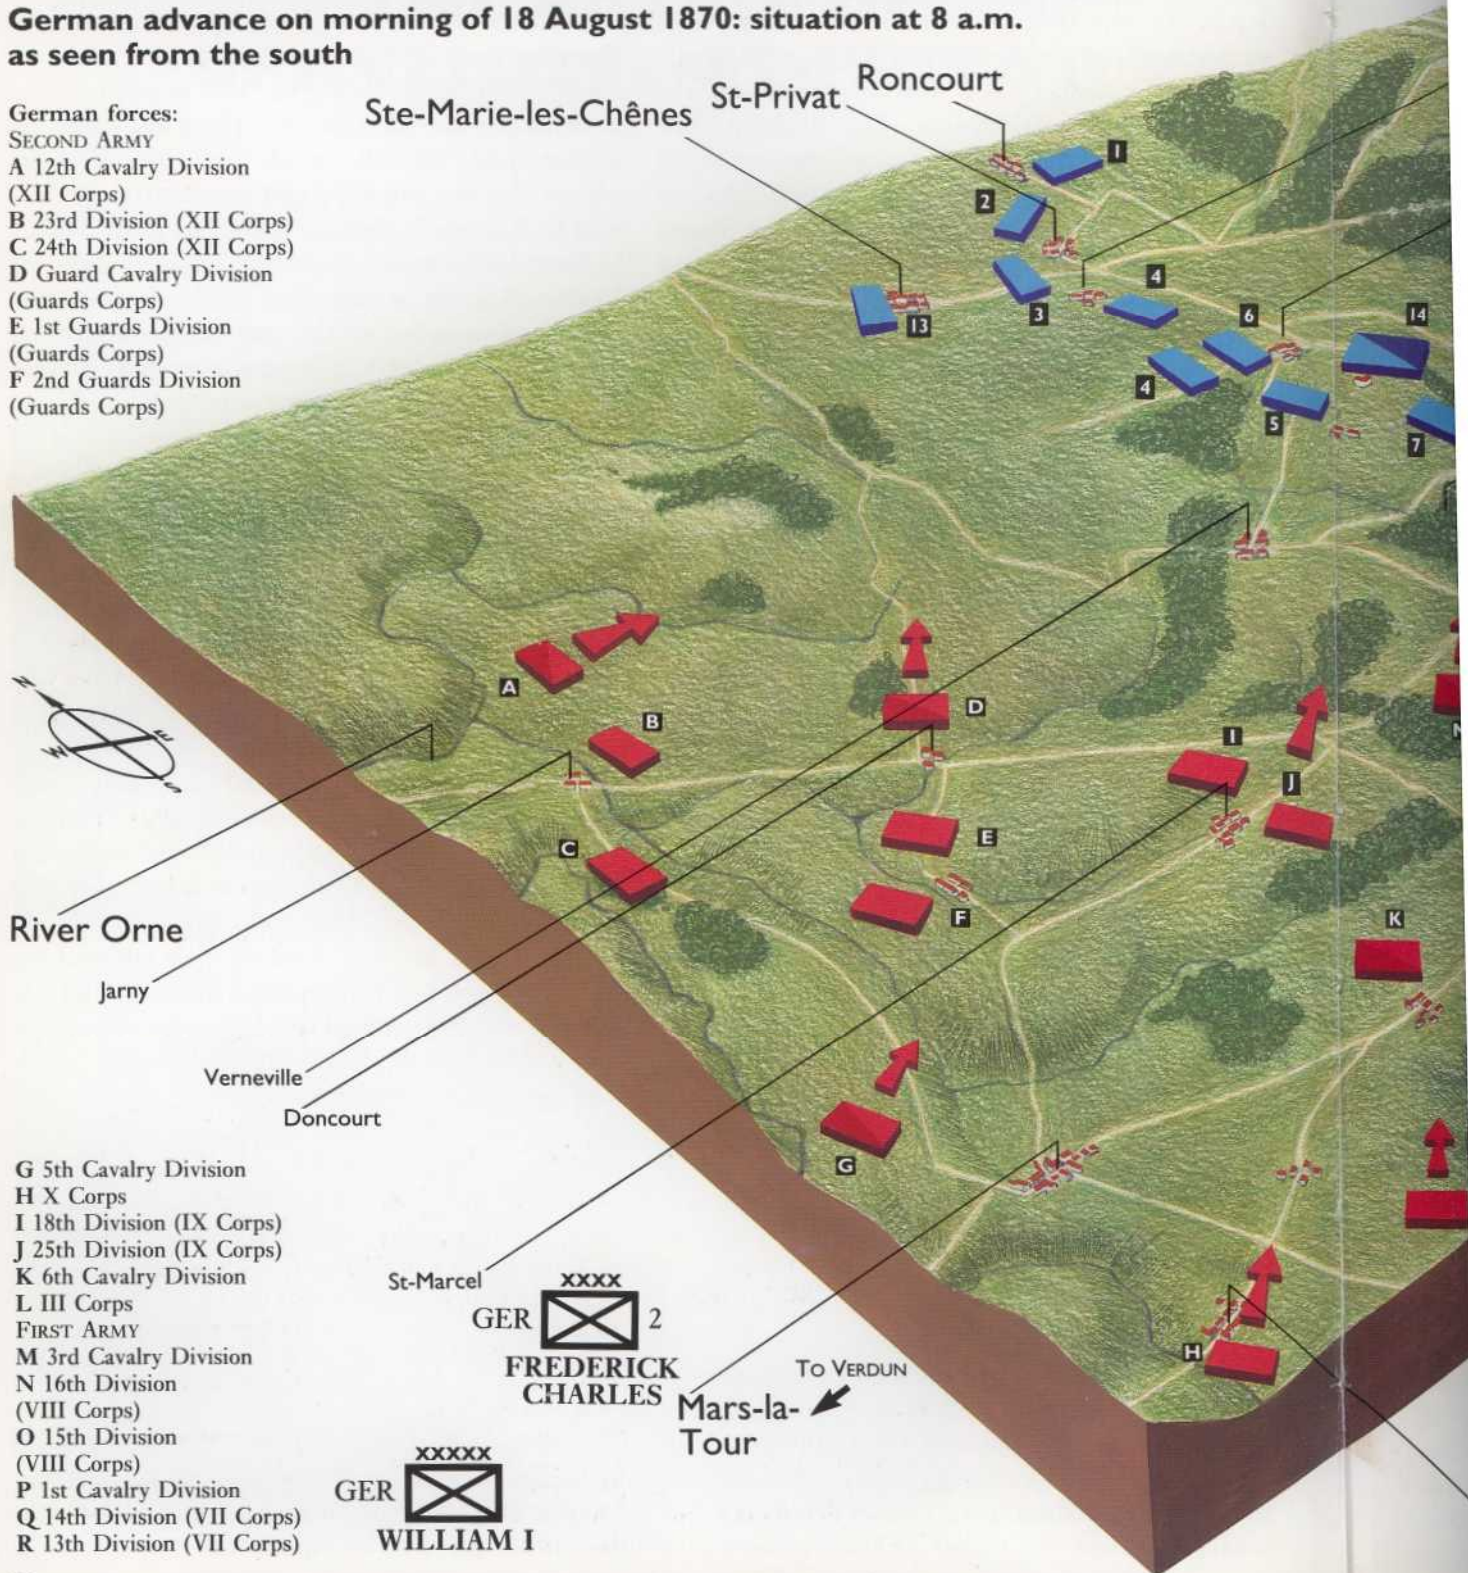 German advance on morning of 18 August 1870: situation at 8 a.m.
as seen from the south
German forces:
SECOND ARMY
A 12th Cavalry Division
(XII Corps)
B 23rd Division (XII Corps)
C 24th Division (XII Corps)
D Guard Cavalry Division
(Guards Corps)
E 1st Guards Division
(Guards Corps)
F 2nd Guards Division
(Guards Corps)
Ste-Marie-les-Chênes
St-Privat
Roncourt
1
2
3
4
13
6
14
4
5
7
N
E
W
S
A
B
D
I
J
C
E
F
K
G
H
River Orne
Jarny
Verneville
Doncourt
St-Marcel
Mars-la-
Tour
TO VERDUN
G 5th Cavalry Division
H X Corps
I 18th Division (IX Corps)
J 25th Division (IX Corps)
K 6th Cavalry Division
L III Corps
FIRST ARMY
M 3rd Cavalry Division
N 16th Division
(VIII Corps)
O 15th Division
(VIII Corps)
P 1st Cavalry Division
Q 14th Division (VII Corps)
R 13th Division (VII Corps)
XXXX
GER 2
FREDERICK
CHARLES
XXXXX
GER
WILLIAM I